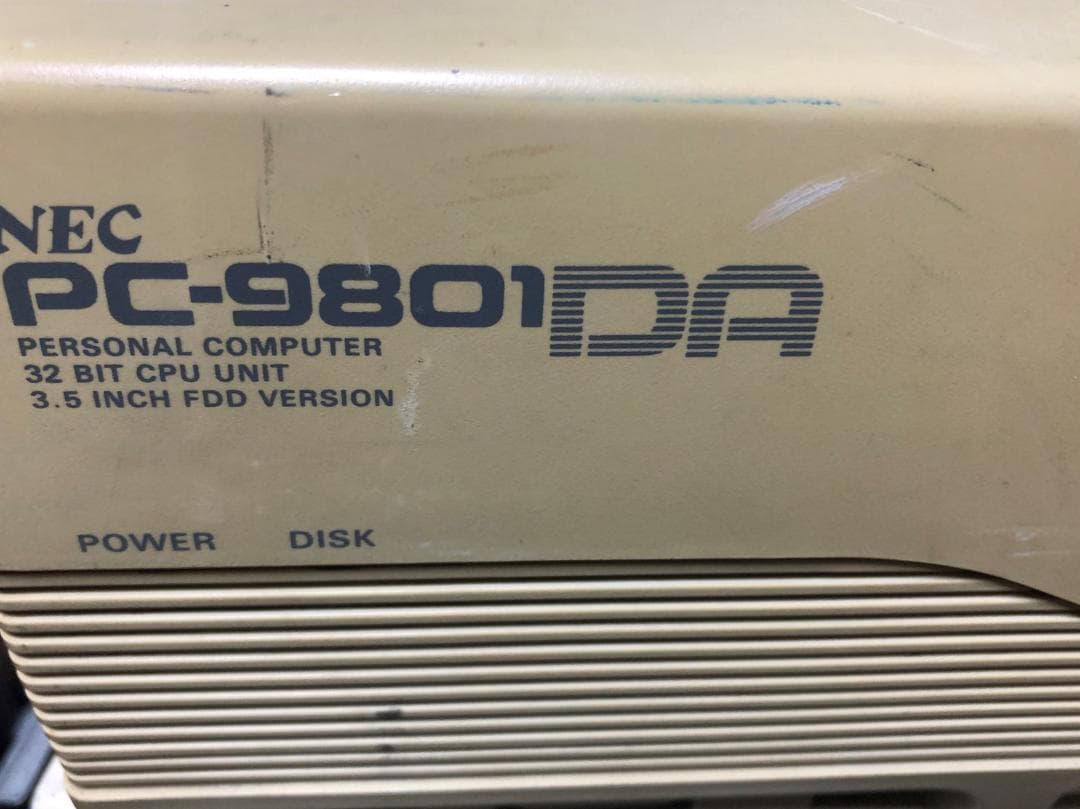 NEC
PC-9801DA
PERSONAL COMPUTER
32 BIT CPU UNIT
3.5 INCH FDD VERSION
POWER DISK